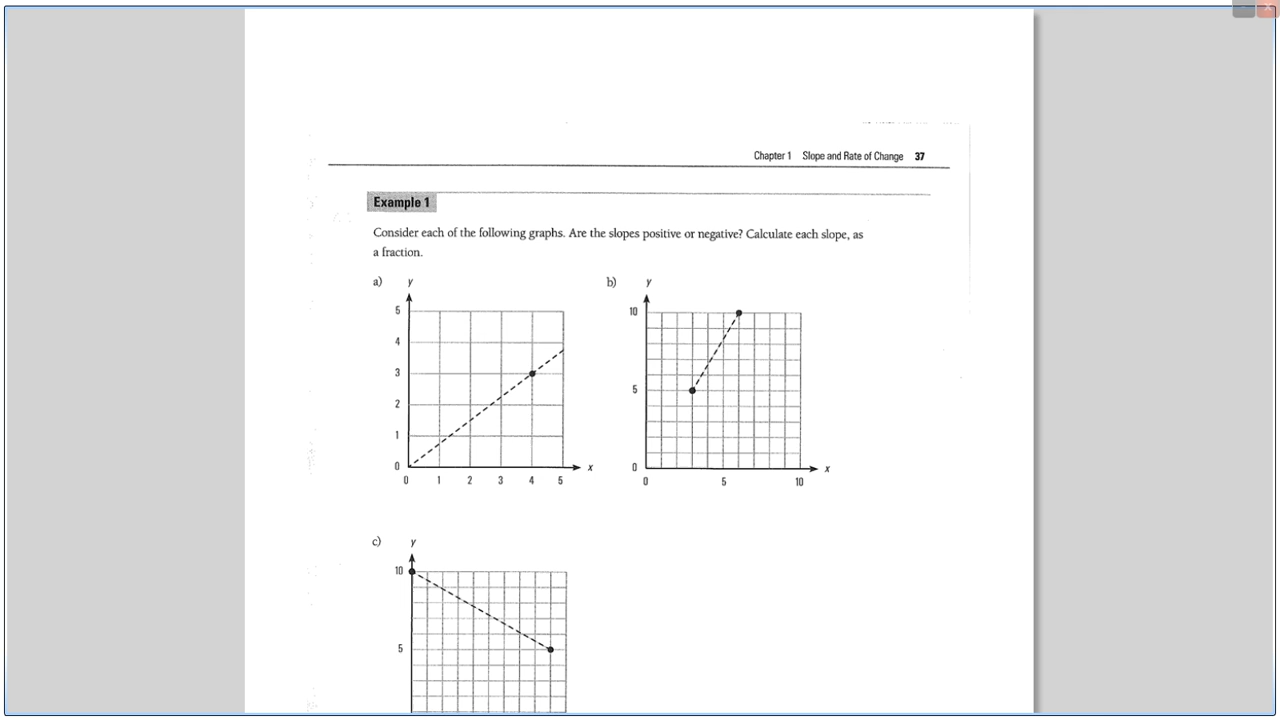 Chapter 1 Slope and Rate of Change 37
Example 1
Consider each of the following graphs. Are the slopes positive or negative? Calculate each slope, as
a fraction.
a) y
5
4
3
2
1
0
x
0 1 2 3 4 5
b) y
10
5
0
x
0 5 10
c) y
10
5